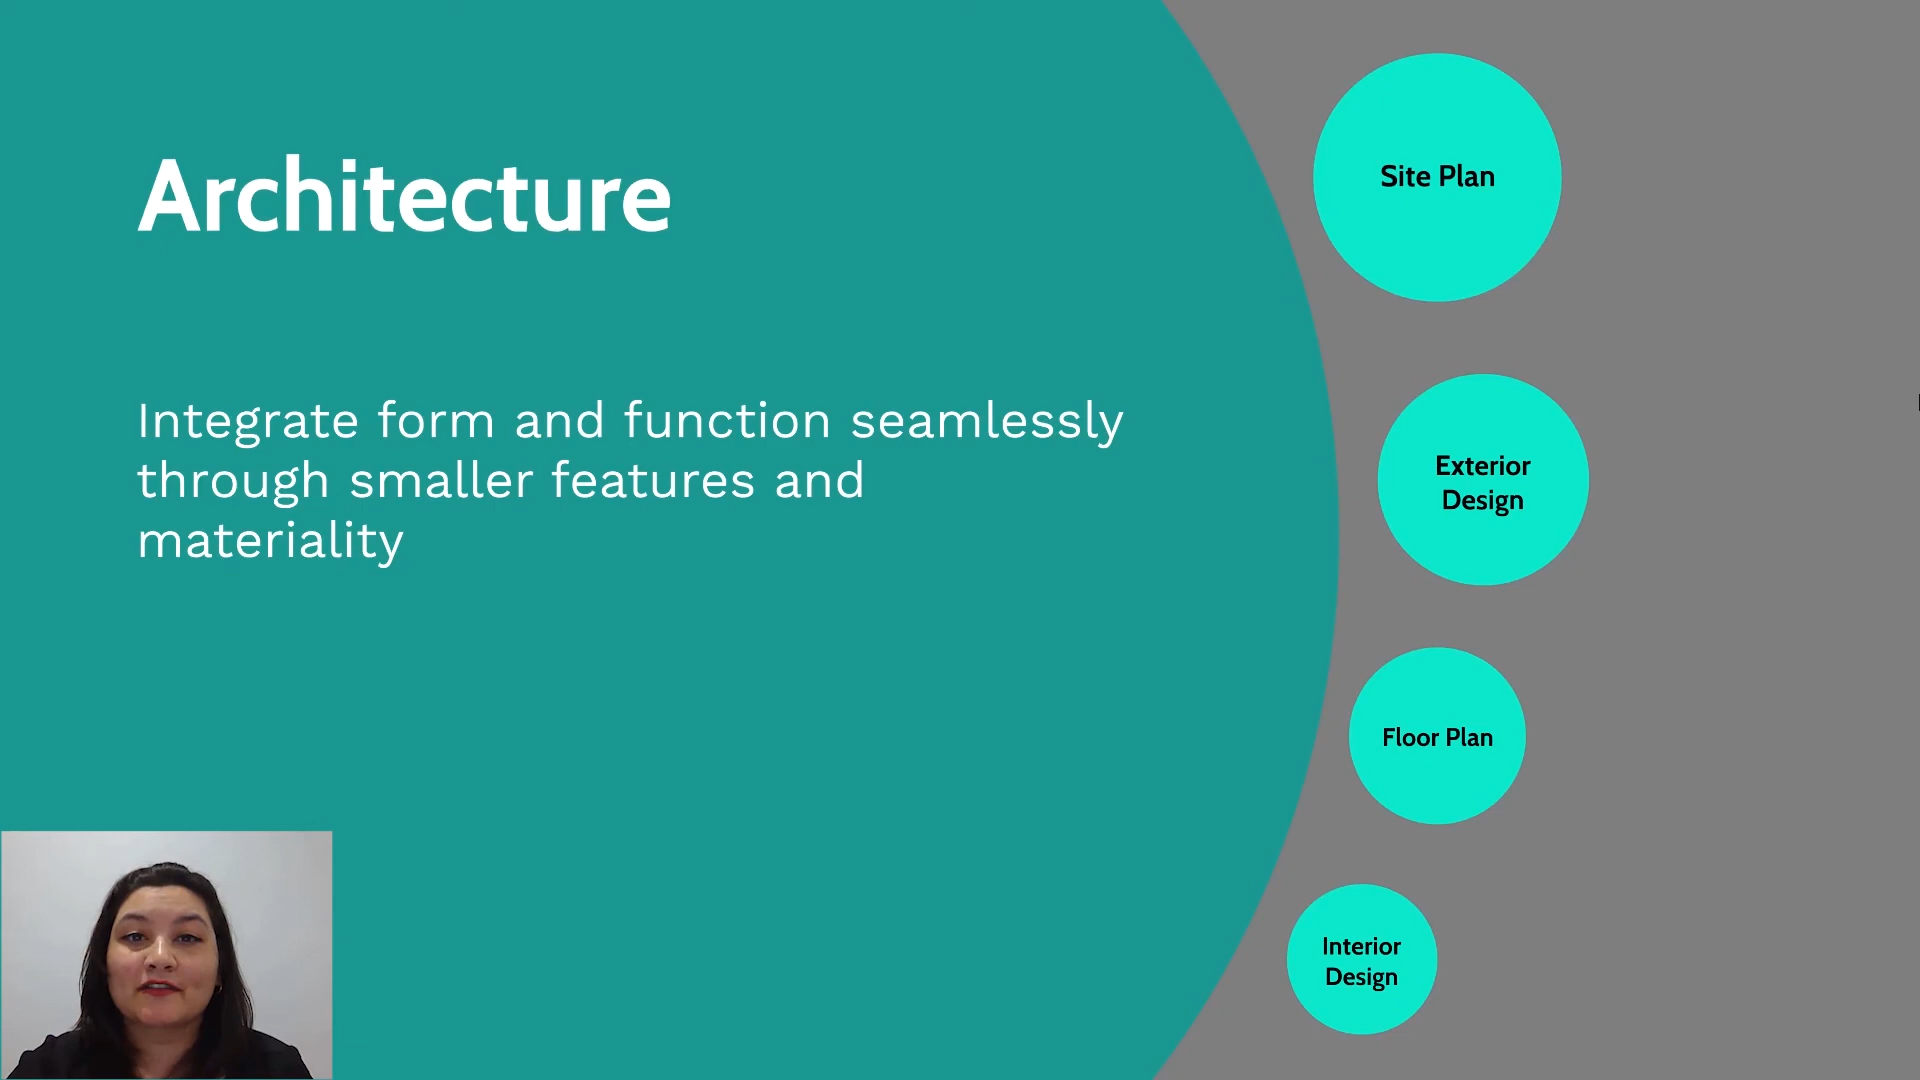 Architecture
Integrate form and function seamlessly
through smaller features and
materiality
Site Plan
Exterior
Design
Floor Plan
Interior
Design